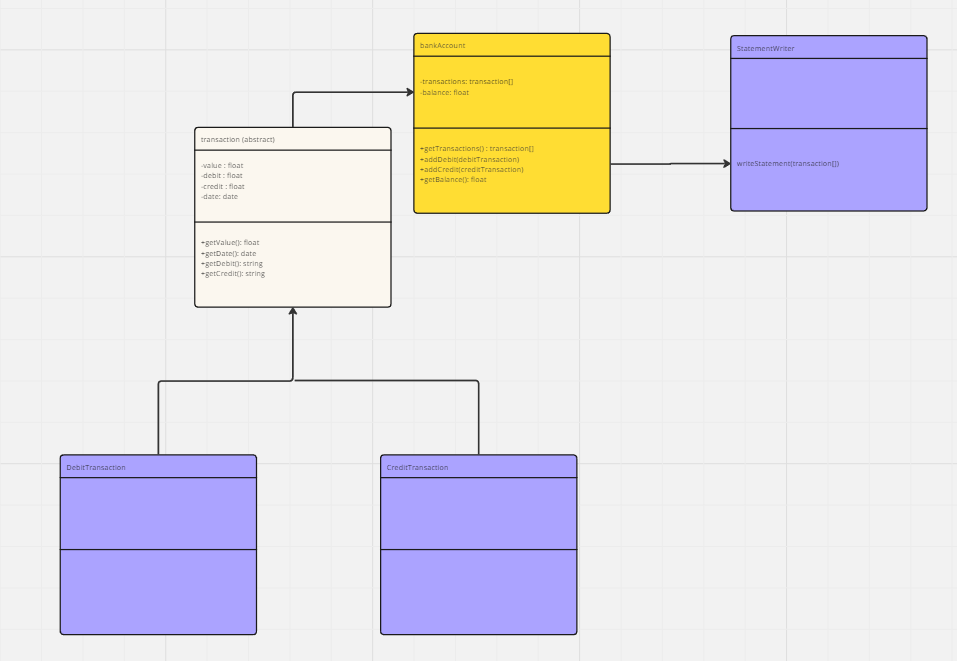 bankAccount
-transactions: transaction[]
-balance: float
+getTransactions() : transaction[]
+addDebit(debitTransaction)
+addCredit(creditTransaction)
+getBalance(): float
StatementWriter
writeStatement(transaction[])
transaction (abstract)
-value : float
-debit : float
-credit : float
-date: date
+getValue(): float
+getDate(): date
+getDebit(): string
+getCredit(): string
DebitTransaction
CreditTransaction